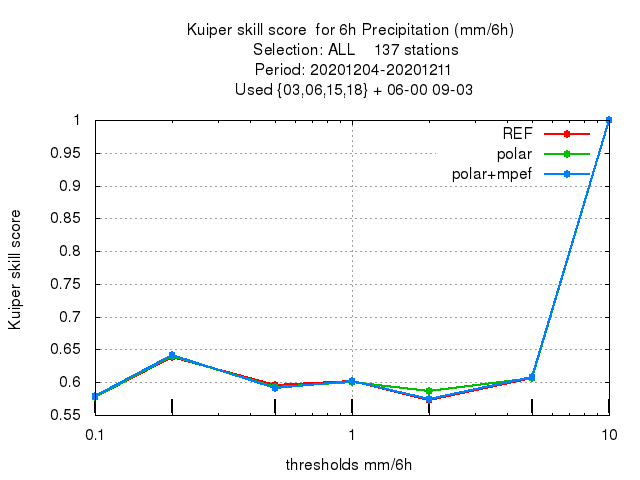 Kuiper skill score  for 6h Precipitation (mm/6h)
Selection: ALL    137 stations
Period: 20201204-20201211
Used {03,06,15,18} + 06-00 09-03
REF
polar
polar+mpef
1
0.95
0.9
0.85
0.8
0.75
0.7
0.65
0.6
0.55
Kuiper skill score
0.1 1 10
thresholds mm/6h